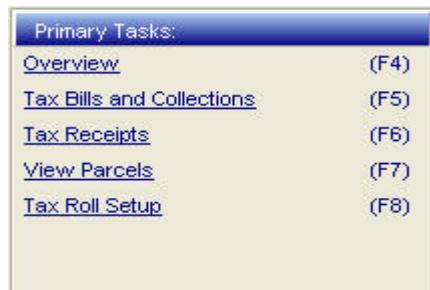 Primary Tasks:
Overview (F4)
Tax Bills and Collections (F5)
Tax Receipts (F6)
View Parcels (F7)
Tax Roll Setup (F8)